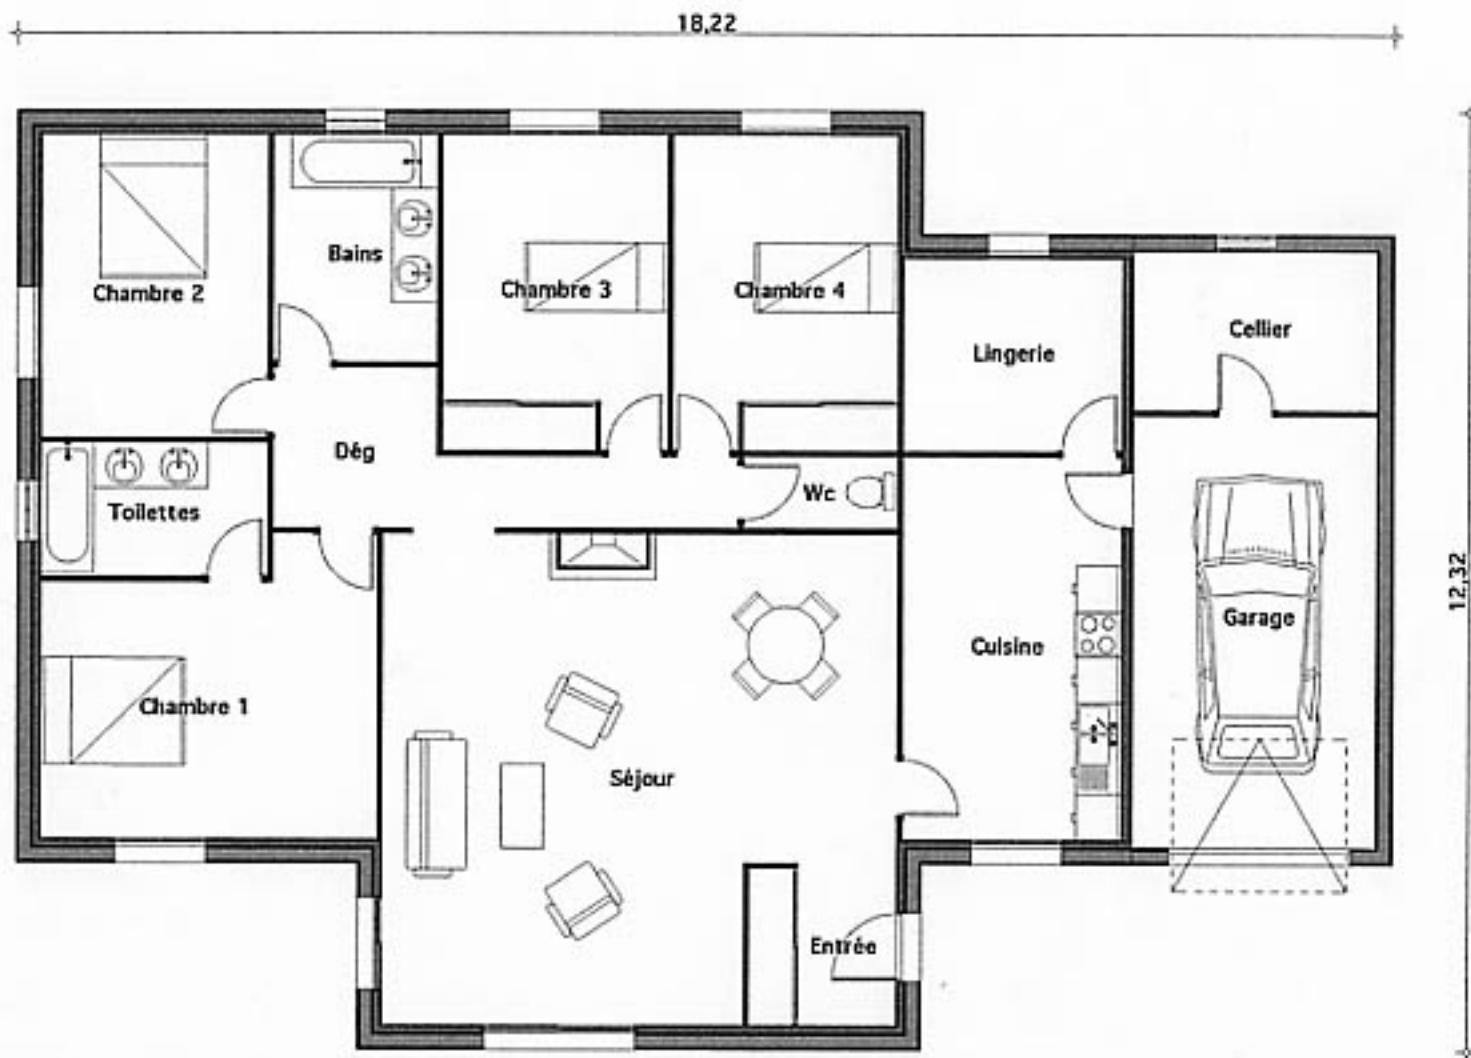 18,22
Bains
Chambre 2
Chambre 3
Chambre 4
Cellier
Lingerie
Dég
Wc
Toilettes
12,32
Garage
Cuisine
Chambre 1
Séjour
Entrée